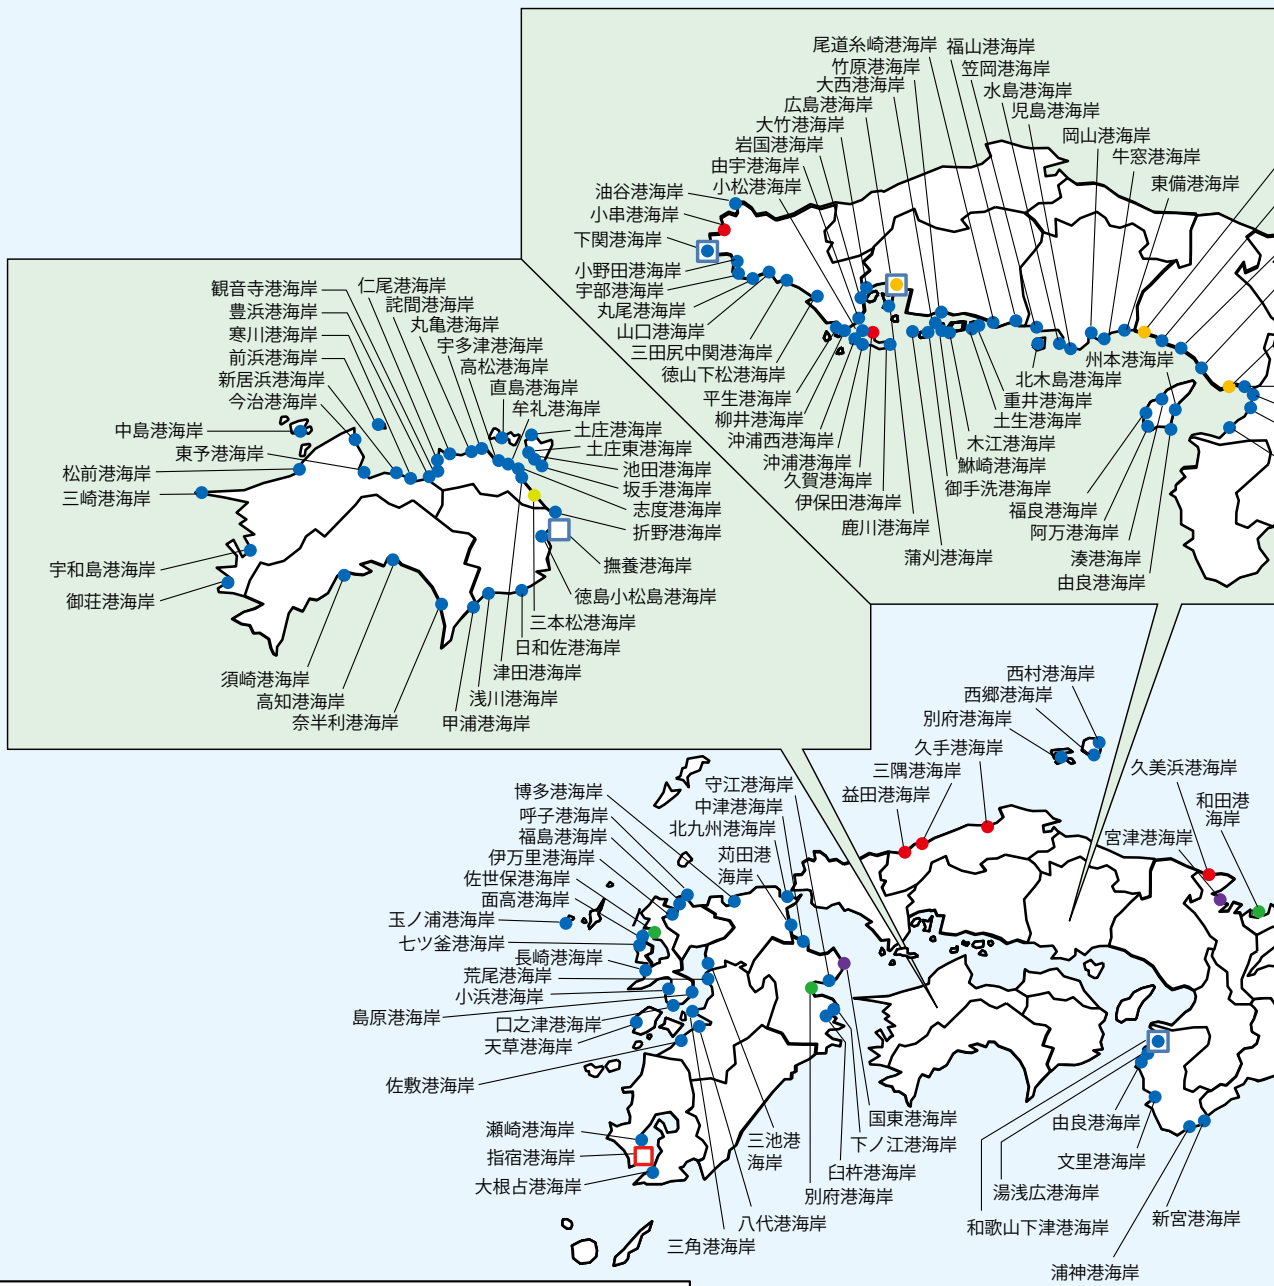 尾道糸崎港海岸
福山港海岸
竹原港海岸
笠岡港海岸
大西港海岸
水島港海岸
広島港海岸
児島港海岸
大竹港海岸
岡山港海岸
岩国港海岸
牛窓港海岸
由宇港海岸
東備港海岸
小松港海岸
油谷港海岸
小串港海岸
下関港海岸
小野田港海岸
宇部港海岸
丸尾港海岸
山口港海岸
三田尻中関港海岸
徳山下松港海岸
平生港海岸
柳井港海岸
沖浦西港海岸
沖浦港海岸
久賀港海岸
伊保田港海岸
鹿川港海岸
蒲刈港海岸
州本港海岸
北木島港海岸
重井港海岸
土生港海岸
木江港海岸
鮴崎港海岸
御手洗港海岸
福良港海岸
阿万港海岸
湊港海岸
由良港海岸
観音寺港海岸
豊浜港海岸
寒川港海岸
前浜港海岸
新居浜港海岸
今治港海岸
中島港海岸
東予港海岸
松前港海岸
三崎港海岸
宇和島港海岸
御荘港海岸
仁尾港海岸
詫間港海岸
丸亀港海岸
宇多津港海岸
高松港海岸
直島港海岸
牟礼港海岸
土庄港海岸
土庄東港海岸
池田港海岸
坂手港海岸
志度港海岸
折野港海岸
撫養港海岸
徳島小松島港海岸
三本松港海岸
日和佐港海岸
津田港海岸
浅川港海岸
甲浦港海岸
須崎港海岸
高知港海岸
奈半利港海岸
西村港海岸
西郷港海岸
別府港海岸
久手港海岸
三隅港海岸
益田港海岸
久美浜港海岸
和田港
海岸
宮津港海岸
守江港海岸
中津港海岸
北九州港海岸
苅田港
海岸
博多港海岸
呼子港海岸
福島港海岸
伊万里港海岸
佐世保港海岸
面高港海岸
玉ノ浦港海岸
七ツ釜港海岸
長崎港海岸
荒尾港海岸
小浜港海岸
島原港海岸
口之津港海岸
天草港海岸
佐敷港海岸
瀬崎港海岸
指宿港海岸
大根占港海岸
三池港
海岸
八代港海岸
三角港海岸
国東港海岸
下ノ江港海岸
臼杵港海岸
別府港海岸
由良港海岸
文里港海岸
湯浅広港海岸
和歌山下津港海岸
新宮港海岸
浦神港海岸